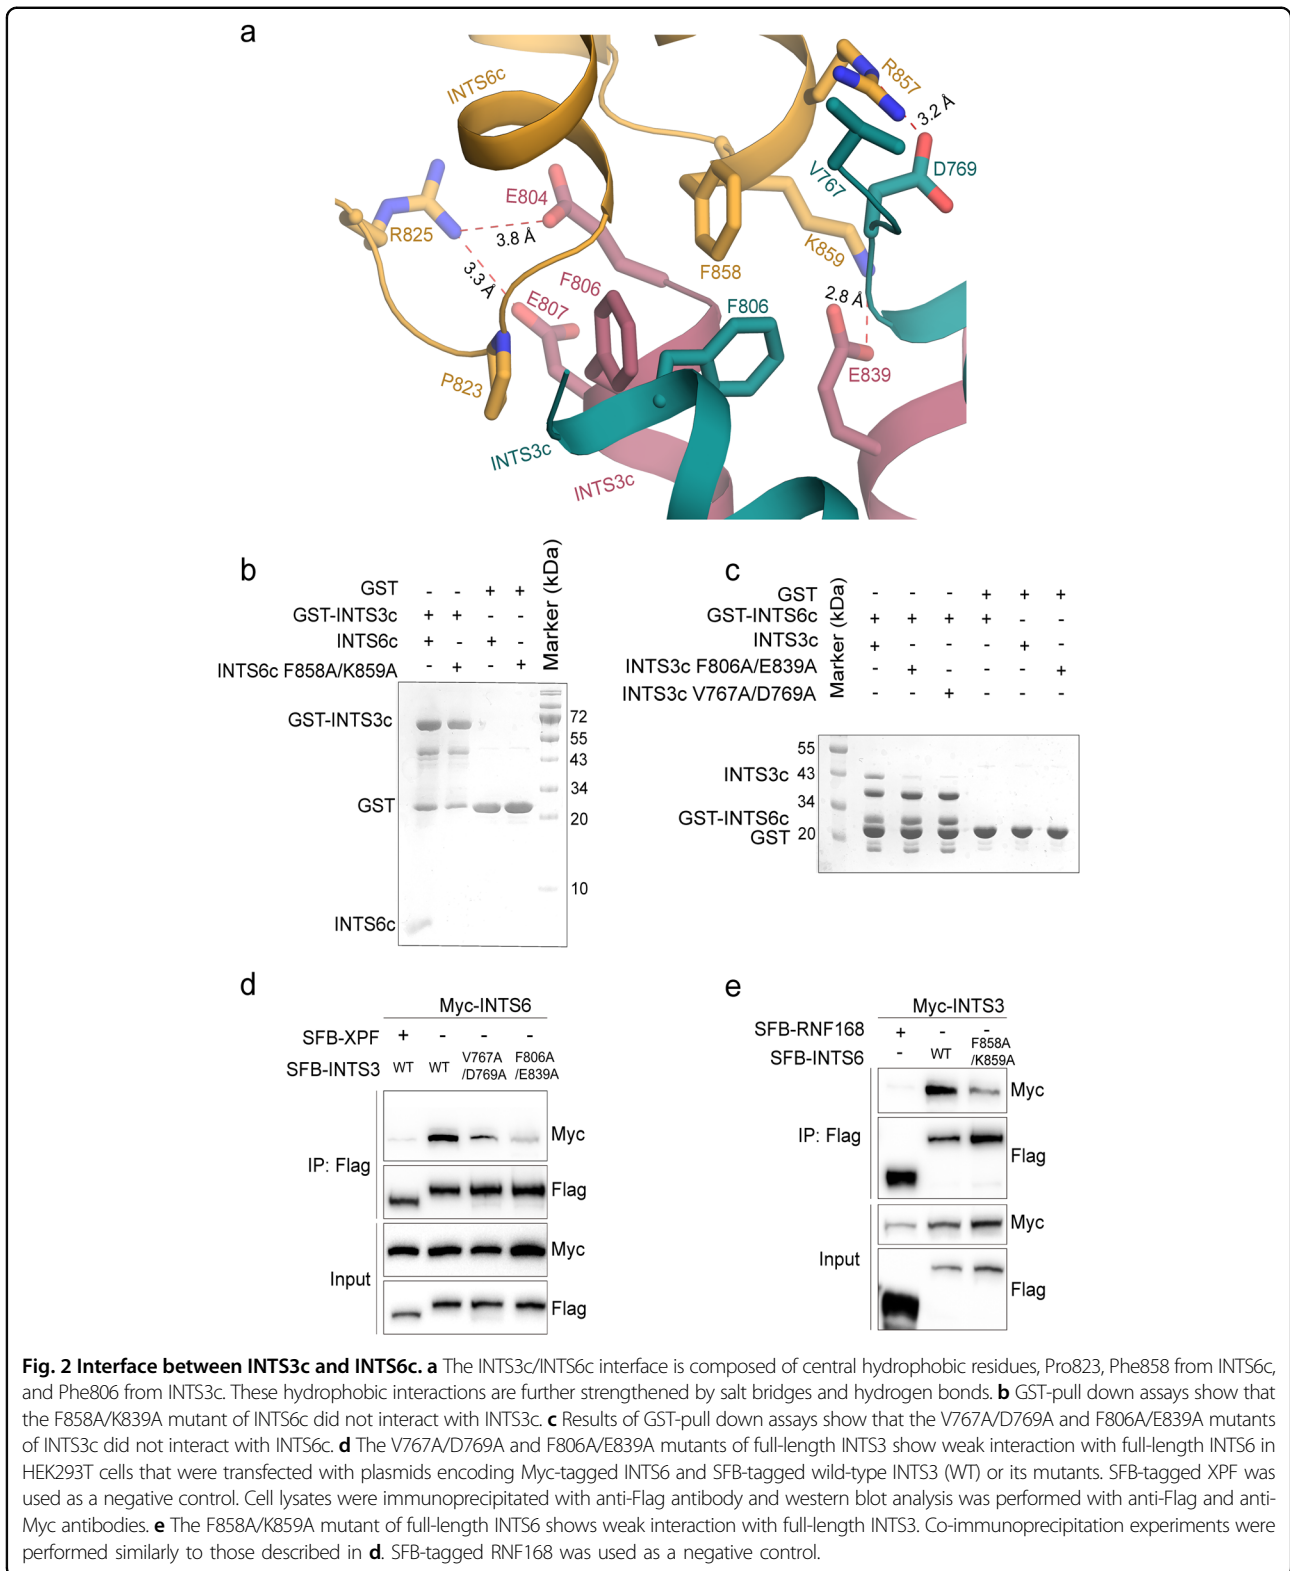 a
INTS6c
R857
3.2 Å
V767
D769
E804
R825
3.8 Å
K859
F858
3.3 Å
F806
E807
F806
2.8 Å
E839
P823
INTS3c
INTS3c
b
GST - - + +
GST-INTS3c + + - -
INTS6c + - + -
INTS6c F858A/K859A - + - +
Marker (kDa)
GST-INTS3c
GST
INTS6c
72
55
43
34
20
10
c
Marker (kDa)
GST - - - + + +
GST-INTS6c + + + + - -
INTS3c + - - - + -
INTS3c F806A/E839A - + - - - +
INTS3c V767A/D769A - - + - - -
INTS3c
GST-INTS6c
GST
55
43
34
20
d
Myc-INTS6
SFB-XPF + - - -
SFB-INTS3 WT WT V767A/D769A F806A/E839A
IP: Flag
Myc
Flag
Input
Myc
Flag
e
Myc-INTS3
SFB-RNF168 + - -
SFB-INTS6 - WT F858A/K859A
IP: Flag
Myc
Flag
Input
Myc
Flag
Fig. 2 Interface between INTS3c and INTS6c. a The INTS3c/INTS6c interface is composed of central hydrophobic residues, Pro823, Phe858 from INTS6c,
and Phe806 from INTS3c. These hydrophobic interactions are further strengthened by salt bridges and hydrogen bonds. b GST-pull down assays show that
the F858A/K839A mutant of INTS6c did not interact with INTS3c. c Results of GST-pull down assays show that the V767A/D769A and F806A/E839A mutants
of INTS3c did not interact with INTS6c. d The V767A/D769A and F806A/E839A mutants of full-length INTS3 show weak interaction with full-length INTS6 in
HEK293T cells that were transfected with plasmids encoding Myc-tagged INTS6 and SFB-tagged wild-type INTS3 (WT) or its mutants. SFB-tagged XPF was
used as a negative control. Cell lysates were immunoprecipitated with anti-Flag antibody and western blot analysis was performed with anti-Flag and anti-
Myc antibodies. e The F858A/K859A mutant of full-length INTS6 shows weak interaction with full-length INTS3. Co-immunoprecipitation experiments were
performed similarly to those described in d. SFB-tagged RNF168 was used as a negative control.